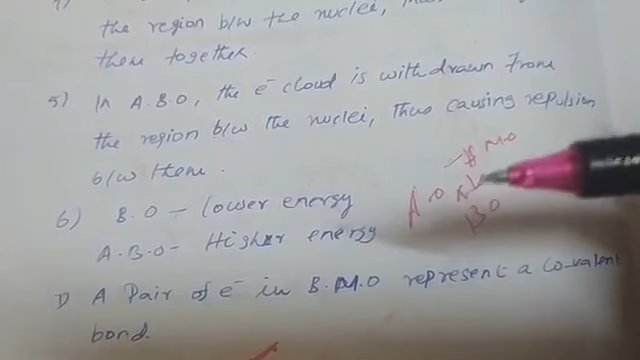 the region b/w the nuclei,
them together.
5) In A.B.O, the e⁻ cloud is withdrawn from
the region b/w the nuclei, Thus causing repulsion
b/w them.
6) B.O - Lower energy
A.B.O - Higher energy
A pair of e⁻ in B.M.O represent a Co-valent
bond.
A O
M.O
B O